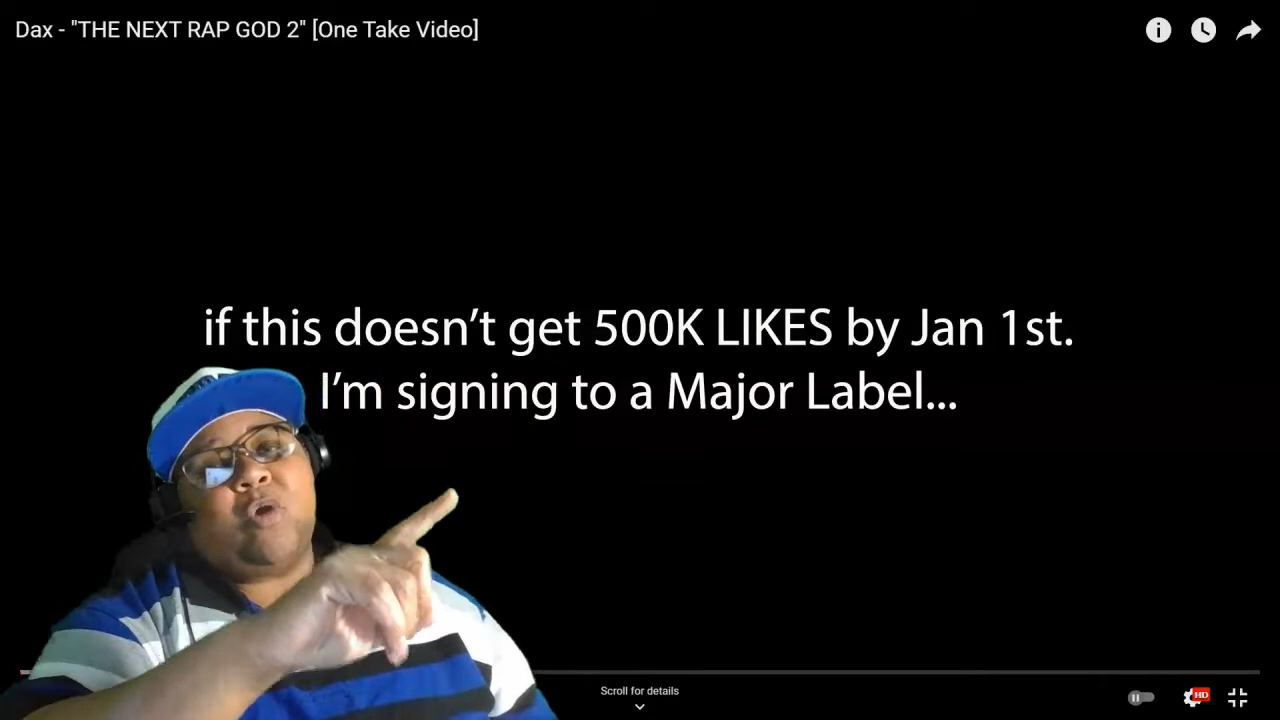 Dax - "THE NEXT RAP GOD 2" [One Take Video]
if this doesn't get 500K LIKES by Jan 1st.
I'm signing to a Major Label...
Scroll for details
HD